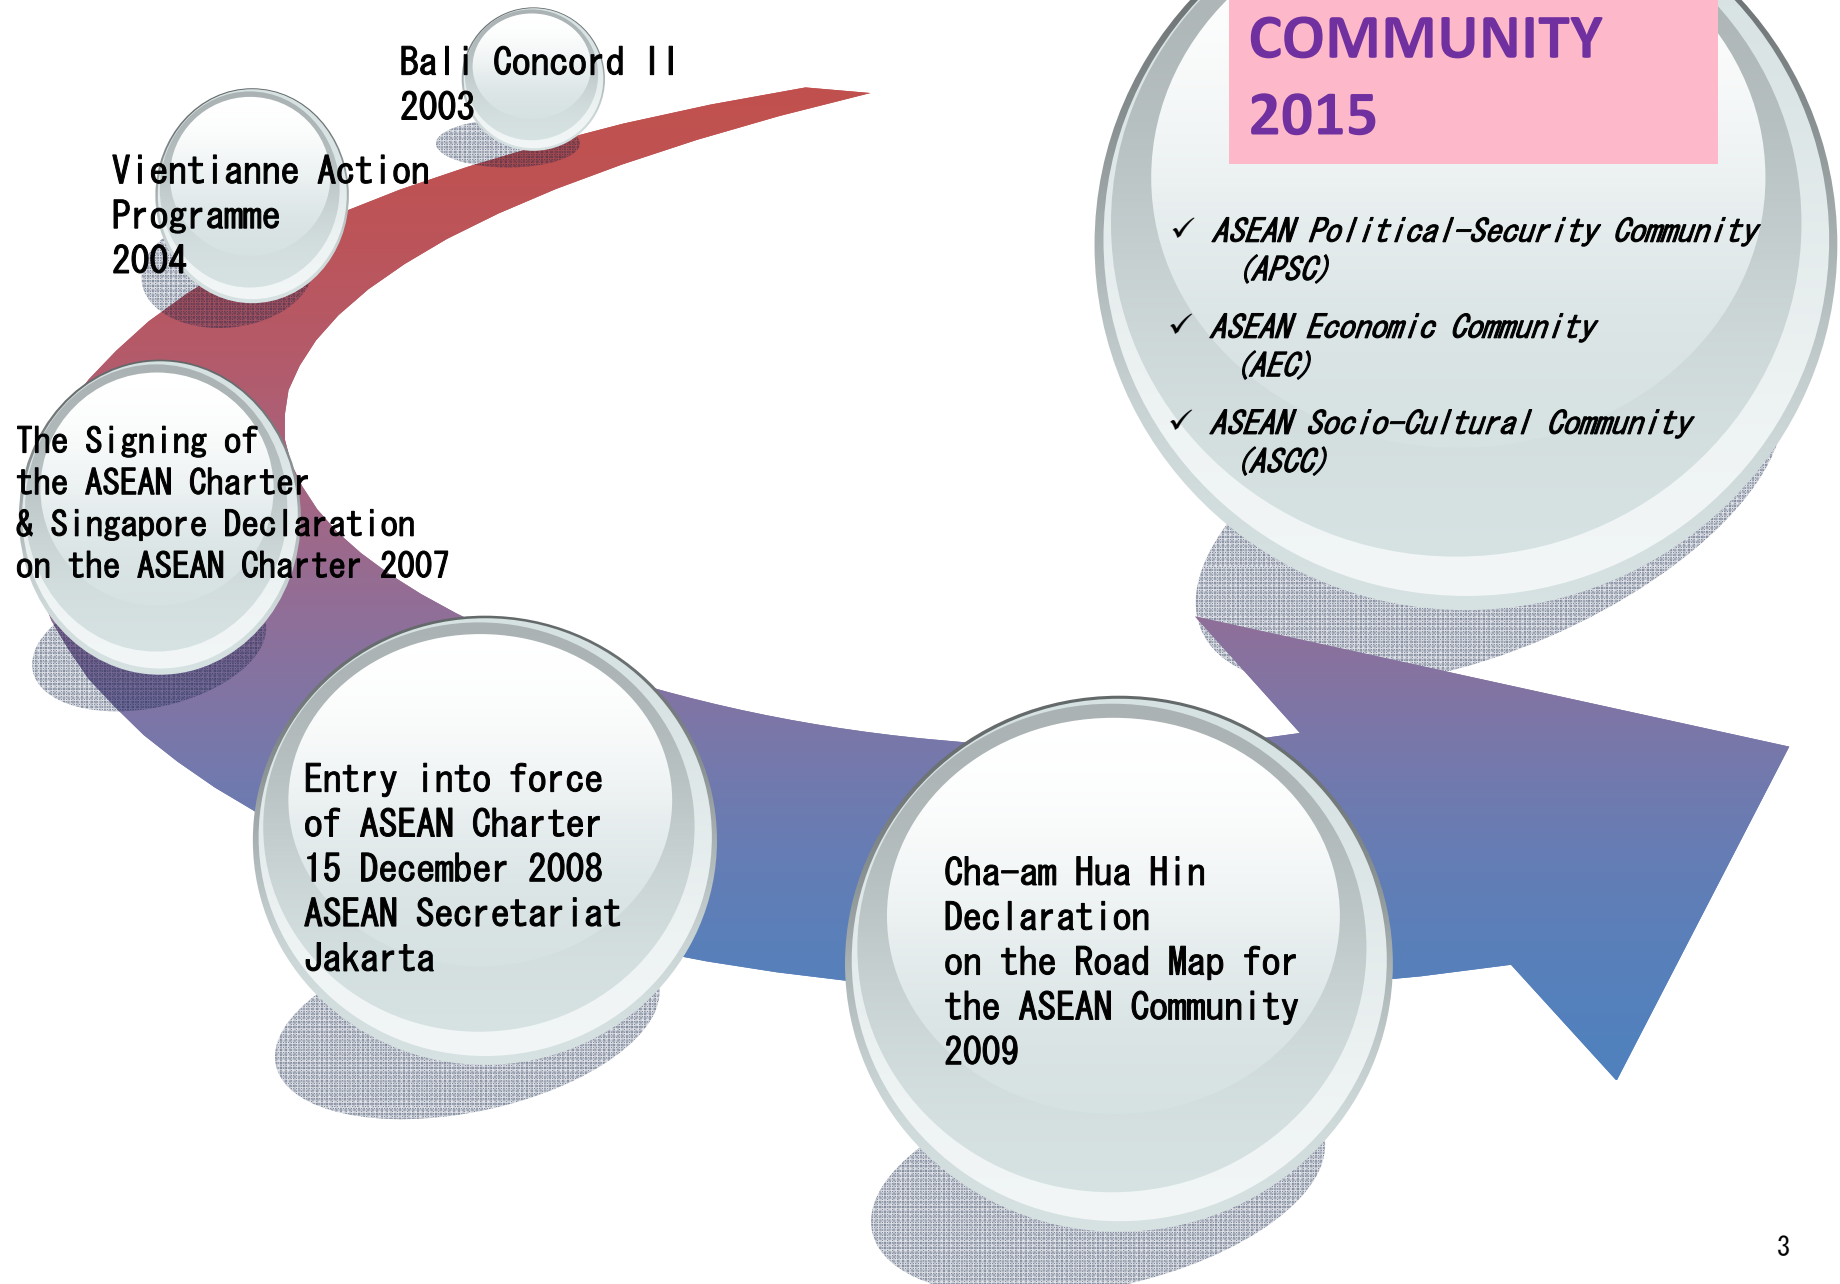 Bali Concord II
2003
Vientianne Action
Programme
2004
The Signing of
the ASEAN Charter
& Singapore Declaration
on the ASEAN Charter 2007
Entry into force
of ASEAN Charter
15 December 2008
ASEAN Secretariat
Jakarta
Cha-am Hua Hin
Declaration
on the Road Map for
the ASEAN Community
2009
COMMUNITY
2015
✓ ASEAN Political-Security Community
(APSC)
✓ ASEAN Economic Community
(AEC)
✓ ASEAN Socio-Cultural Community
(ASCC)
3